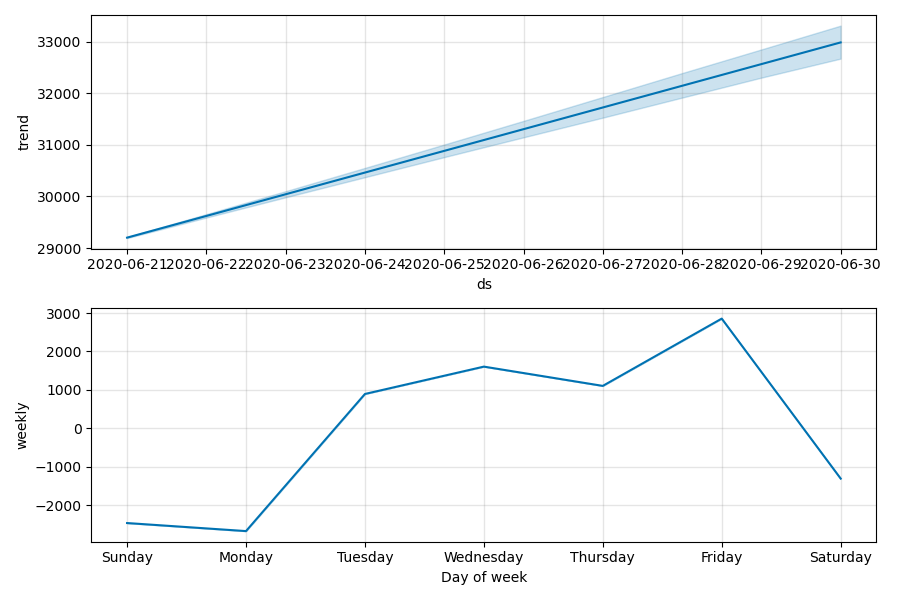 33000
32000
31000
30000
29000
trend
2020-06-21 2020-06-22 2020-06-23 2020-06-24 2020-06-25 2020-06-26 2020-06-27 2020-06-28 2020-06-29 2020-06-30
ds
3000
2000
1000
0
−1000
−2000
weekly
Sunday Monday Tuesday Wednesday Thursday Friday Saturday
Day of week